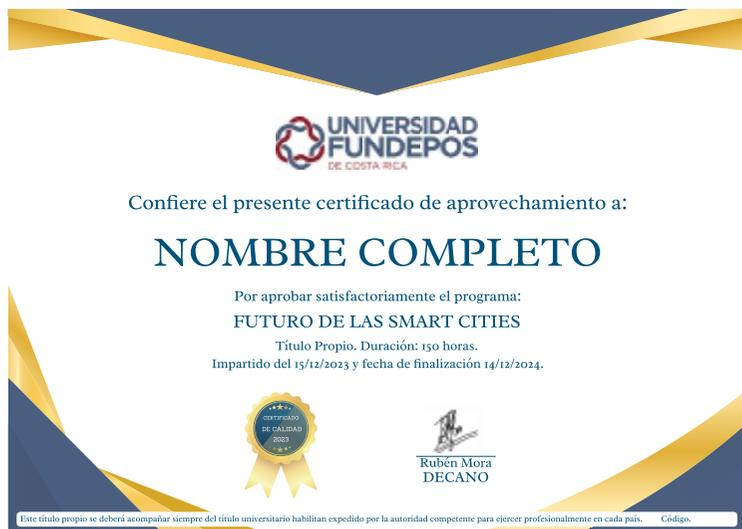 UNIVERSIDAD
FUNDEPOS
DE COSTA RICA
Confiere el presente certificado de aprovechamiento a:
NOMBRE COMPLETO
Por aprobar satisfactoriamente el programa:
FUTURO DE LAS SMART CITIES
Título Propio. Duración: 150 horas.
Impartido del 15/12/2023 y fecha de finalización 14/12/2024.
CERTIFICADO
DE CALIDAD
2023
Rubén Mora
DECANO
Este título propio se deberá acompañar siempre del título universitario habilitan expedido por la autoridad competente para ejercer profesionalmente en cada país. Código.